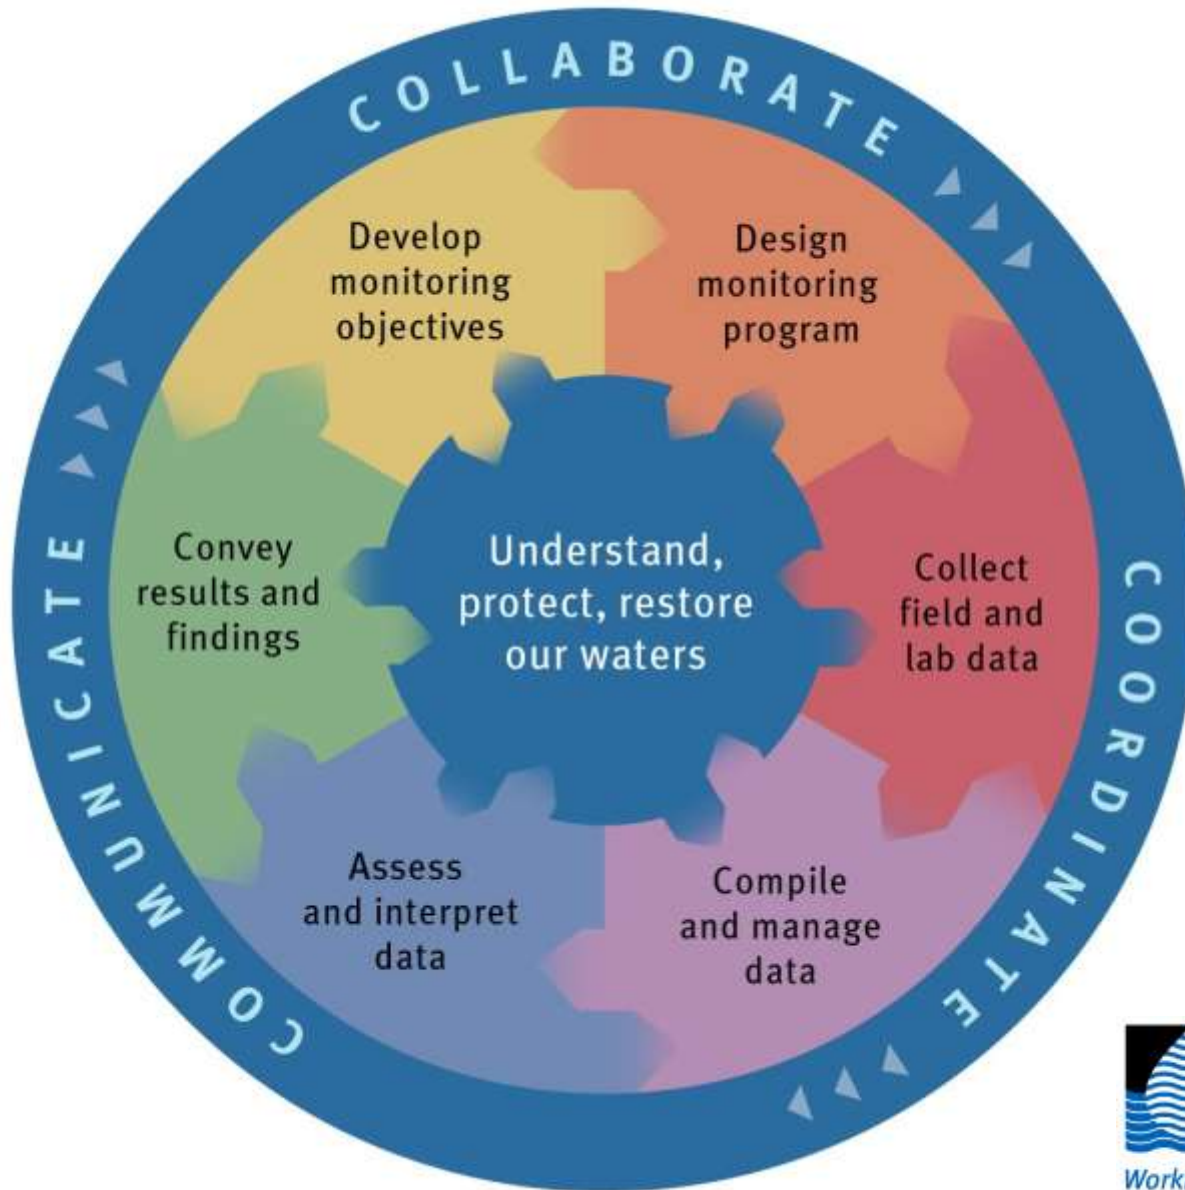 COLLABORATE
COORDINATE
COMMUNICATE
Develop
monitoring
objectives
Design
monitoring
program
Collect
field and
lab data
Compile
and manage
data
Assess
and interpret
data
Convey
results and
findings
Understand,
protect, restore
our waters